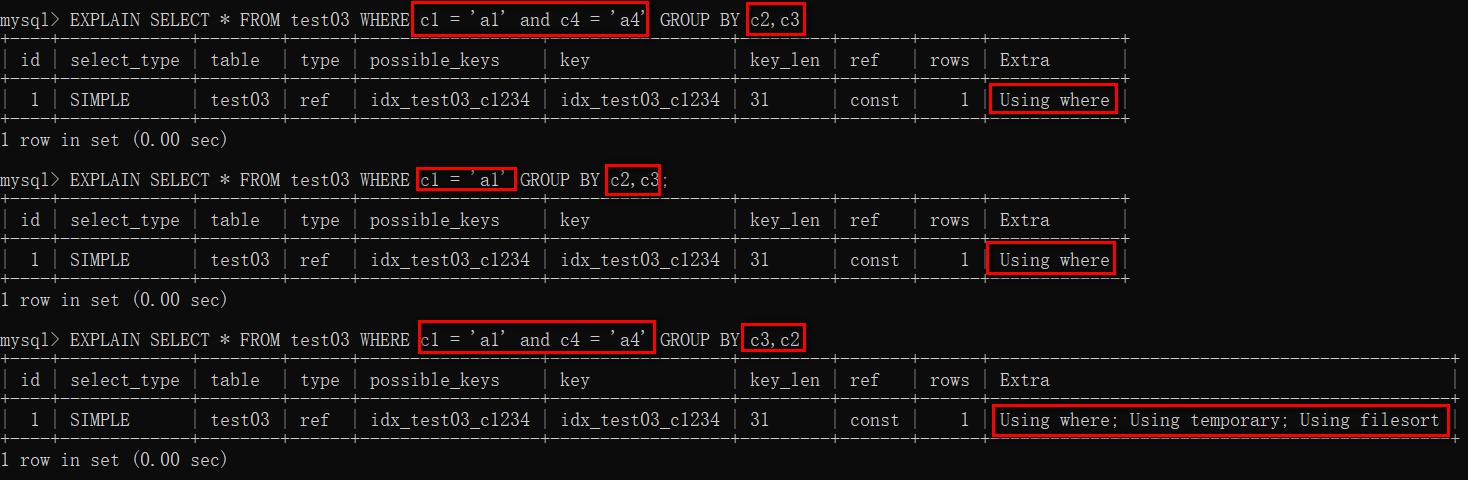 mysql> EXPLAIN SELECT * FROM test03 WHERE c1 = 'a1' and c4 = 'a4' GROUP BY c2,c3
+----+-------------+--------+------+------------------+------------------+---------+-------+------+-------------+
| id | select_type | table | type | possible_keys | key | key_len | ref | rows | Extra |
+----+-------------+--------+------+------------------+------------------+---------+-------+------+-------------+
| 1 | SIMPLE | test03 | ref | idx_test03_c1234 | idx_test03_c1234 | 31 | const | 1 | Using where |
+----+-------------+--------+------+------------------+------------------+---------+-------+------+-------------+
1 row in set (0.00 sec)
mysql> EXPLAIN SELECT * FROM test03 WHERE c1 = 'a1' GROUP BY c2,c3;
+----+-------------+--------+------+------------------+------------------+---------+-------+------+-------------+
| id | select_type | table | type | possible_keys | key | key_len | ref | rows | Extra |
+----+-------------+--------+------+------------------+------------------+---------+-------+------+-------------+
| 1 | SIMPLE | test03 | ref | idx_test03_c1234 | idx_test03_c1234 | 31 | const | 1 | Using where |
+----+-------------+--------+------+------------------+------------------+---------+-------+------+-------------+
1 row in set (0.00 sec)
mysql> EXPLAIN SELECT * FROM test03 WHERE c1 = 'a1' and c4 = 'a4' GROUP BY c3,c2
+----+-------------+--------+------+------------------+------------------+---------+-------+------+----------------------------------------------+
| id | select_type | table | type | possible_keys | key | key_len | ref | rows | Extra |
+----+-------------+--------+------+------------------+------------------+---------+-------+------+----------------------------------------------+
| 1 | SIMPLE | test03 | ref | idx_test03_c1234 | idx_test03_c1234 | 31 | const | 1 | Using where; Using temporary; Using filesort |
+----+-------------+--------+------+------------------+------------------+---------+-------+------+----------------------------------------------+
1 row in set (0.00 sec)